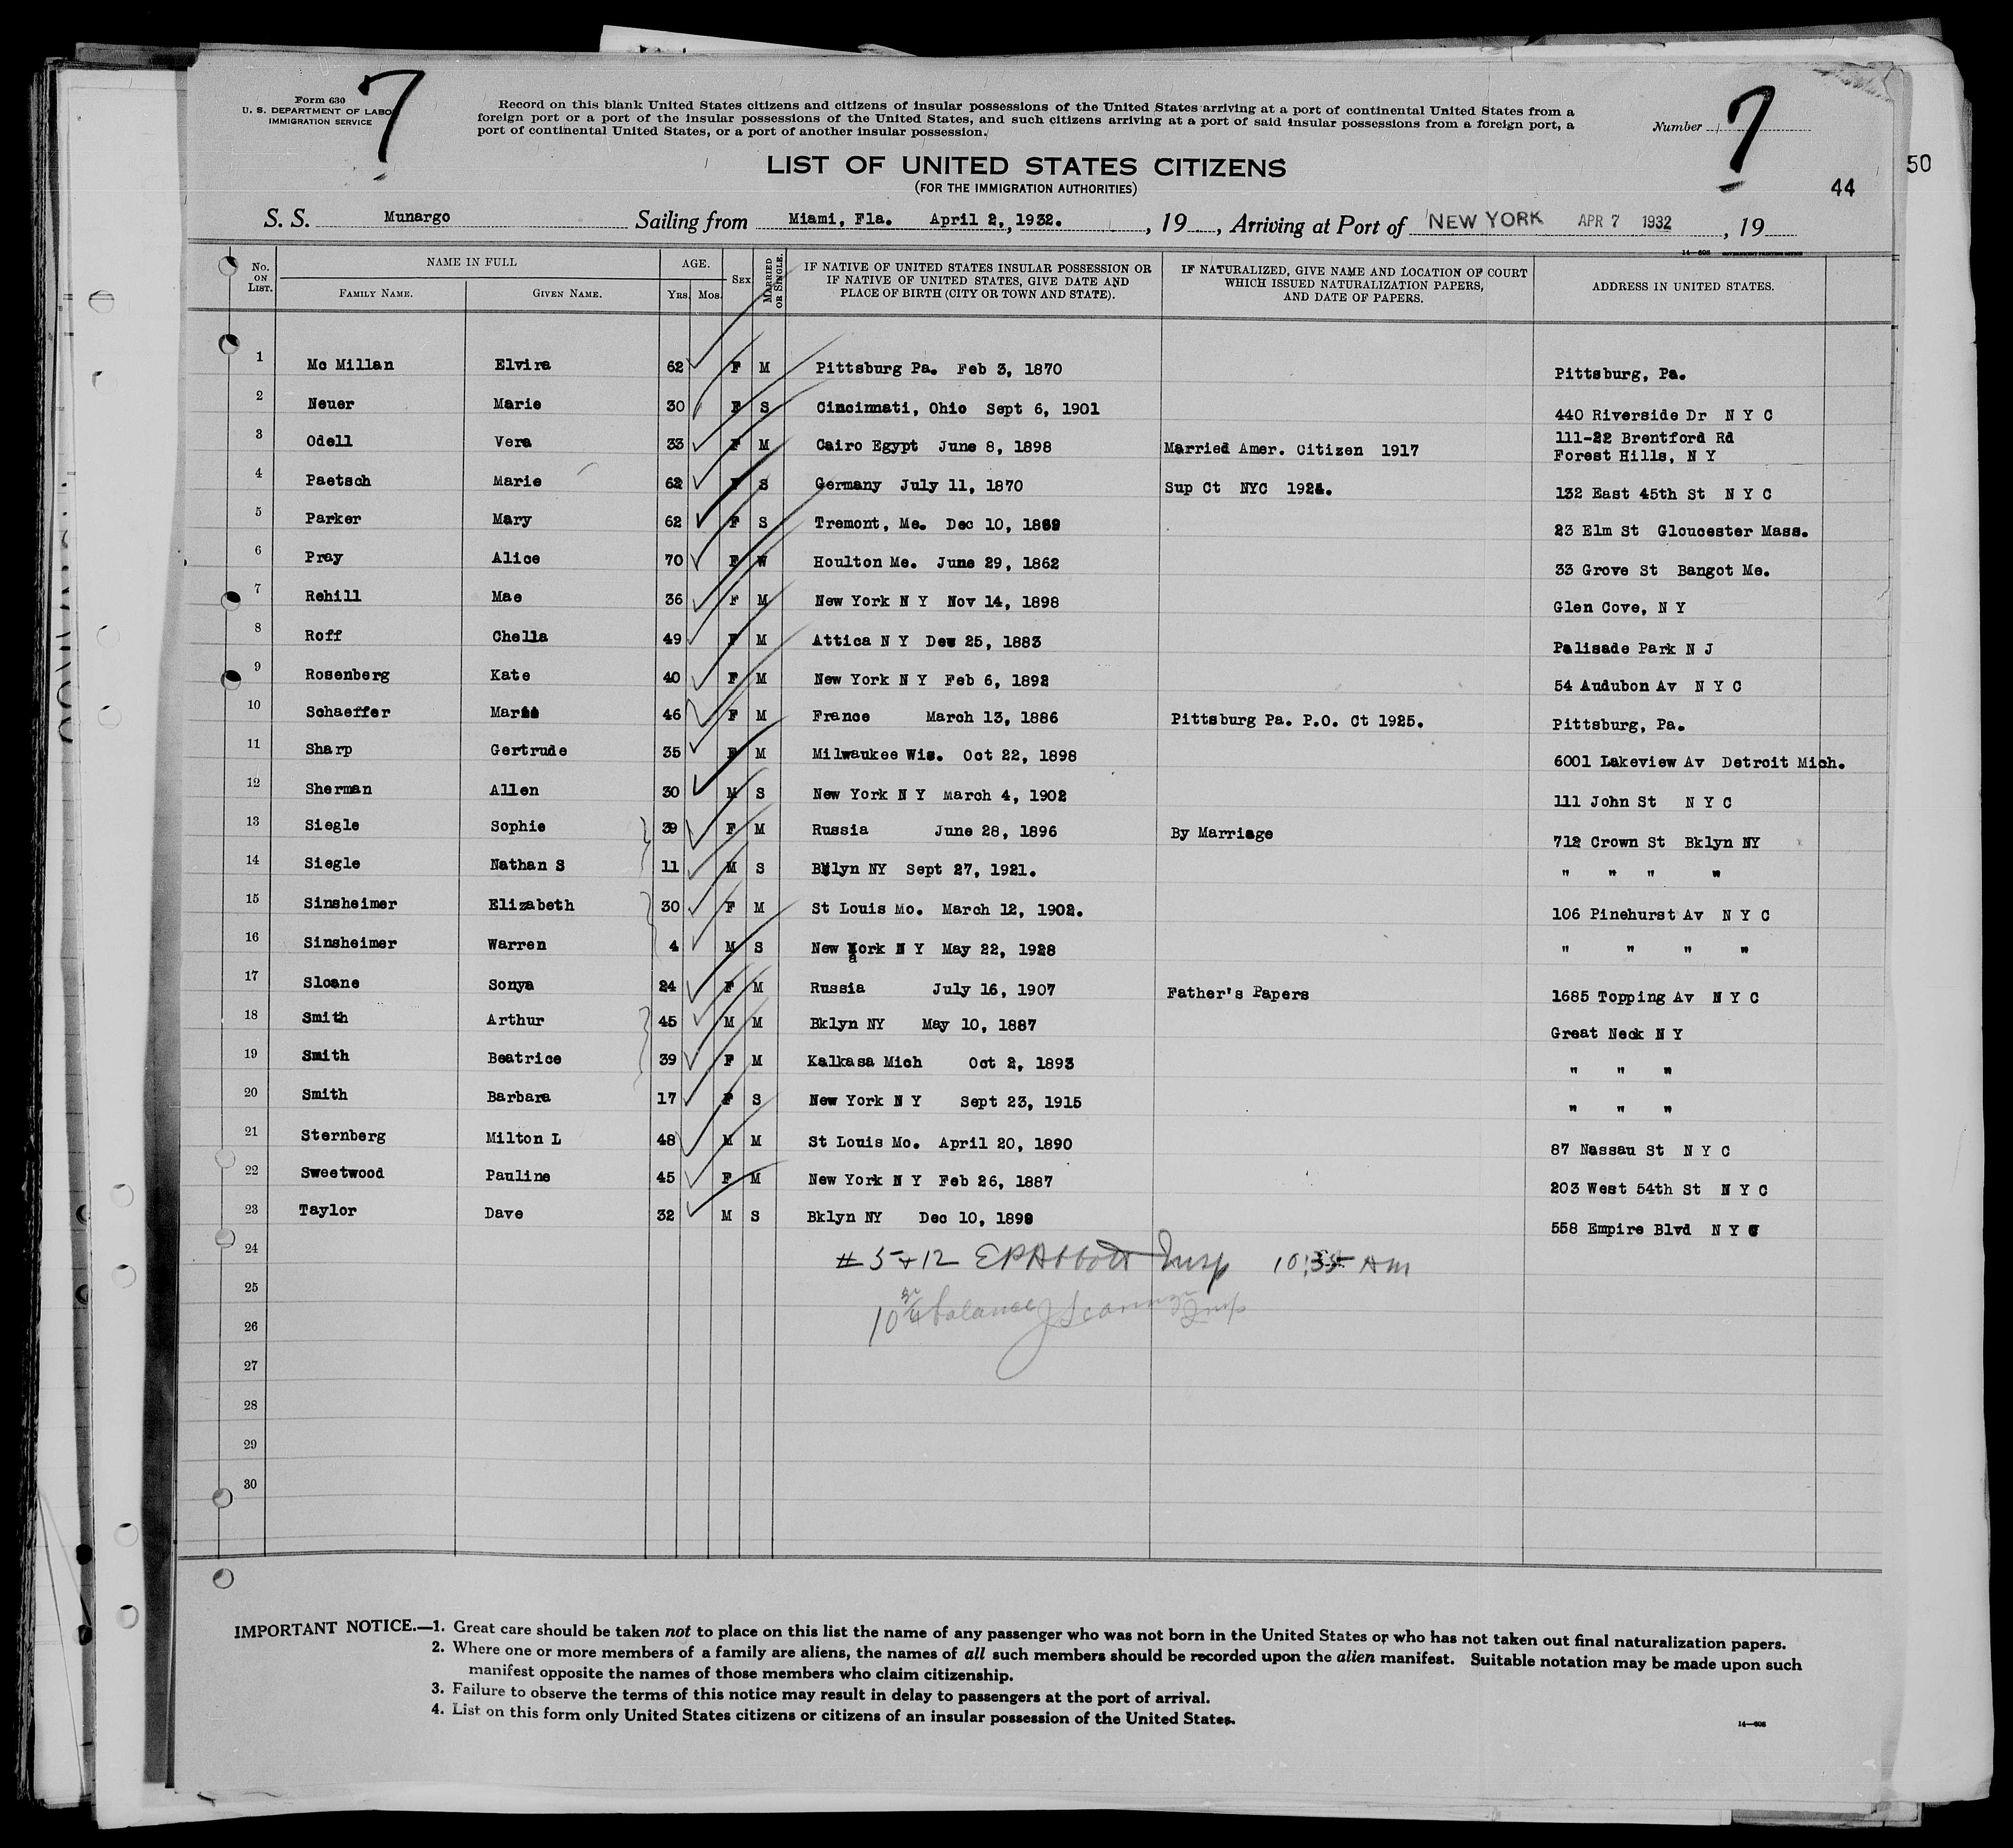 7
Form 630
U. S. DEPARTMENT OF LABOR
IMMIGRATION SERVICE
Record on this blank United States citizens and citizens of insular possessions of the United States arriving at a port of continental United States from a
foreign port or a port of the insular possessions of the United States, and such citizens arriving at a port of said insular possessions from a foreign port, a
port of continental United States, or a port of another insular possession.
Number 7
LIST OF UNITED STATES CITIZENS
(FOR THE IMMIGRATION AUTHORITIES)
44
50
S. S. Munargo Sailing from Miami, Fla. April 2, 1932. , 19 , Arriving at Port of NEW YORK APR 7 1932 , 19
14—608 GOVERNMENT PRINTING OFFICE
No. ON LIST. NAME IN FULL FAMILY NAME. GIVEN NAME. AGE. YRS. MOS. SEX MARRIED OR SINGLE. IF NATIVE OF UNITED STATES INSULAR POSSESSION OR IF NATIVE OF UNITED STATES, GIVE DATE AND PLACE OF BIRTH (CITY OR TOWN AND STATE). IF NATURALIZED, GIVE NAME AND LOCATION OF COURT WHICH ISSUED NATURALIZATION PAPERS, AND DATE OF PAPERS. ADDRESS IN UNITED STATES.
1 Mc Millan Elvira 62 F M Pittsburg Pa. Feb 3, 1870 Pittsburg, Pa.
2 Neuer Marie 30 F S Cincinnati, Ohio Sept 6, 1901 440 Riverside Dr N Y C
3 Odell Vera 33 F M Cairo Egypt June 8, 1898 Married Amer. Citizen 1917 111-22 Brentford Rd
Forest Hills, N Y
4 Paetsch Marie 62 F S Germany July 11, 1870 Sup Ct NYC 1921. 132 East 45th St N Y C
5 Parker Mary 62 F S Tremont, Me. Dec 10, 1869 23 Elm St Gloucester Mass.
6 Pray Alice 70 F W Houlton Me. June 29, 1862 33 Grove St Bangot Me.
7 Rehill Mae 36 F M New York N Y Nov 14, 1898 Glen Cove, N Y
8 Roff Chella 49 F M Attica N Y Dec 25, 1883 Palisade Park N J
9 Rosenberg Kate 40 F M New York N Y Feb 6, 1892 54 Audubon Av N Y C
10 Schaeffer 46 F M France March 13, 1886 Pittsburg Pa. P.O. Ct 1925. Pittsburg, Pa.
11 Sharp Gertrude 35 F M Milwaukee Wis. Oct 22, 1898 6001 Lakeview Av Detroit Mich.
12 Sherman Allen 30 M S New York N Y March 4, 1902 111 John St N Y C
13 Siegle Sophie 39 F M Russia June 28, 1896 By Marriage 712 Crown St Bklyn NY
14 Siegle Nathan S 11 M S Bklyn NY Sept 27, 1921. " " " "
15 Sinsheimer Elizabeth 30 F M St Louis Mo. March 12, 1902. 106 Pinehurst Av N Y C
16 Sinsheimer Warren 4 M S New York N Y May 22, 1928 " " " "
17 Sloane Sonya 24 F M Russia July 16, 1907 Father's Papers 1685 Topping Av N Y C
18 Smith Arthur 45 M M Bklyn NY May 10, 1887 Great Neck N Y
19 Smith Beatrice 39 F M Kalkasa Mich Oct 2, 1893 " " "
20 Smith Barbara 17 F S New York N Y Sept 23, 1915 " " "
21 Sternberg Milton L 48 M M St Louis Mo. April 20, 1890 87 Nassau St N Y C
22 Sweetwood Pauline 45 F M New York N Y Feb 26, 1887 203 West 54th St N Y C
23 Taylor Dave 32 M S Bklyn NY Dec 10, 1899 558 Empire Blvd N Y C
24 # 5 + 12 E P Abbott Insp 10:35 AM
25
26 balance Insp
27
28
29
30
IMPORTANT NOTICE.—1. Great care should be taken not to place on this list the name of any passenger who was not born in the United States or who has not taken out final naturalization papers.
2. Where one or more members of a family are aliens, the names of all such members should be recorded upon the alien manifest. Suitable notation may be made upon such
manifest opposite the names of those members who claim citizenship.
3. Failure to observe the terms of this notice may result in delay to passengers at the port of arrival.
4. List on this form only United States citizens or citizens of an insular possession of the United States.
14—608